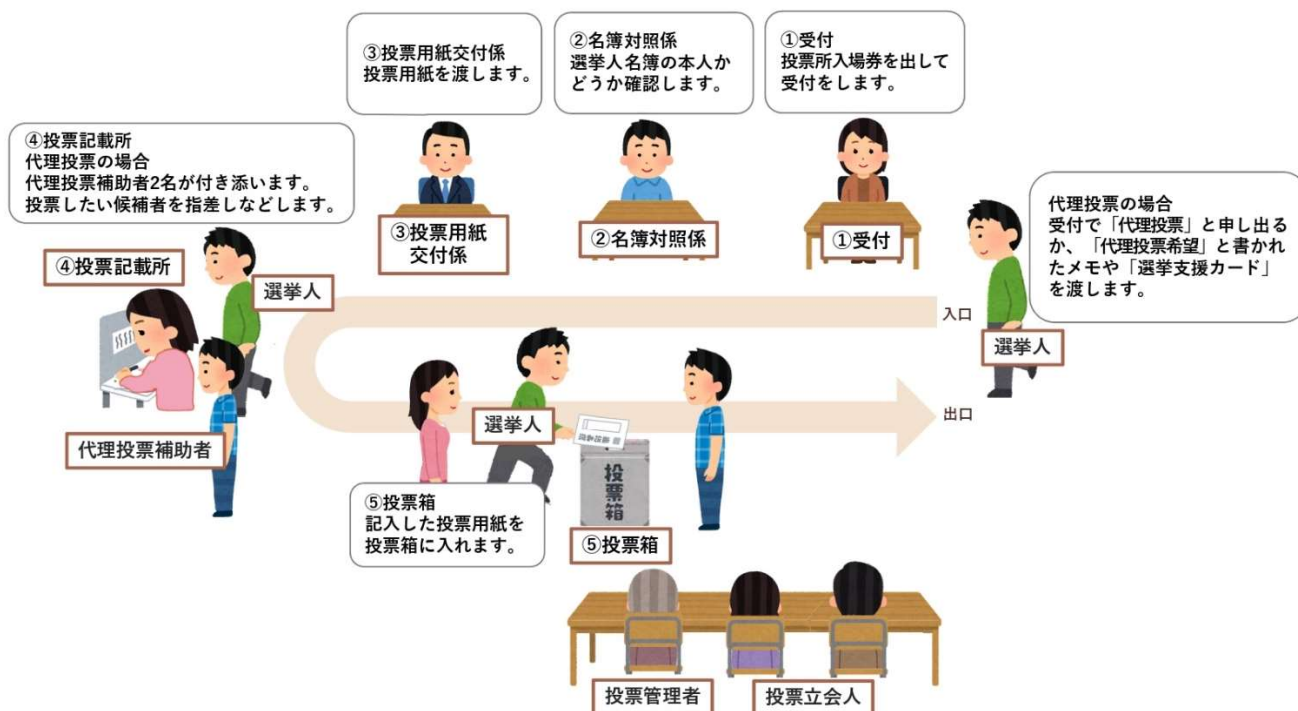 ③投票用紙交付係
投票用紙を渡します。
②名簿対照係
選挙人名簿の本人か
どうか確認します。
①受付
投票所入場券を出して
受付をします。
④投票記載所
代理投票の場合
代理投票補助者2名が付き添います。
投票したい候補者を指差しなどします。
代理投票の場合
受付で「代理投票」と申し出る
か、「代理投票希望」と書かれ
たメモや「選挙支援カード」
を渡します。
③投票用紙
交付係
②名簿対照係
①受付
④投票記載所
選挙人
入口
選挙人
代理投票補助者
選挙人
出口
投票箱
⑤投票箱
記入した投票用紙を
投票箱に入れます。
⑤投票箱
投票管理者
投票立会人